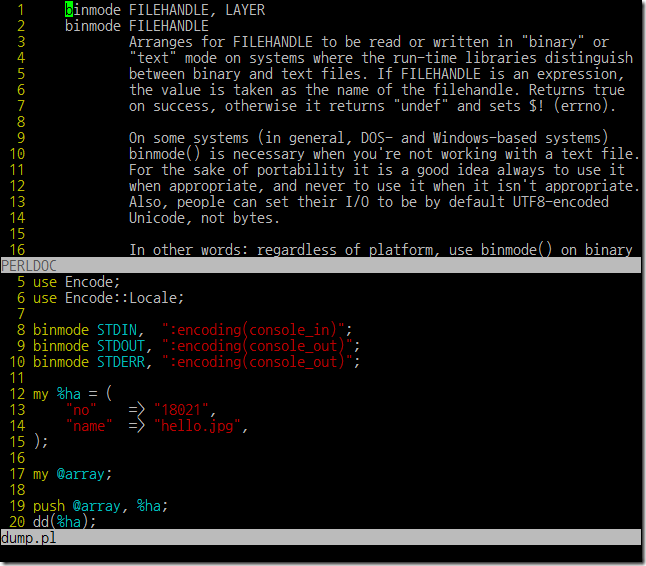 1     binmode FILEHANDLE, LAYER
2     binmode FILEHANDLE
3             Arranges for FILEHANDLE to be read or written in "binary" or
4             "text" mode on systems where the run-time libraries distinguish
5             between binary and text files. If FILEHANDLE is an expression,
6             the value is taken as the name of the filehandle. Returns true
7             on success, otherwise it returns "undef" and sets $! (errno).
8
9             On some systems (in general, DOS- and Windows-based systems)
10             binmode() is necessary when you're not working with a text file.
11             For the sake of portability it is a good idea always to use it
12             when appropriate, and never to use it when it isn't appropriate.
13             Also, people can set their I/O to be by default UTF8-encoded
14             Unicode, not bytes.
15
16             In other words: regardless of platform, use binmode() on binary
PERLDOC
5 use Encode;
6 use Encode::Locale;
7
8 binmode STDIN,  ":encoding(console_in)";
9 binmode STDOUT, ":encoding(console_out)";
10 binmode STDERR, ":encoding(console_out)";
11
12 my %ha = (
13     "no"    => "18021",
14     "name"  => "hello.jpg",
15 );
16
17 my @array;
18
19 push @array, %ha;
20 dd(%ha);
dump.pl